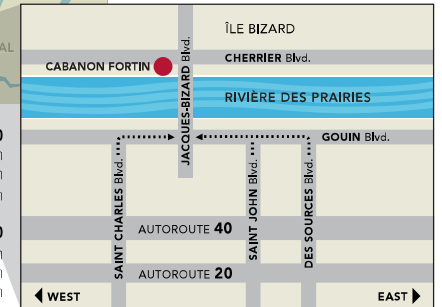 ÎLE BIZARD
CHERRIER Blvd.
CABANON FORTIN
JACQUES-BIZARD Blvd.
RIVIÈRE DES PRAIRIES
GOUIN Blvd.
SAINT CHARLES Blvd.
SAINT JOHN Blvd.
DES SOURCES Blvd.
AUTOROUTE 40
AUTOROUTE 20
WEST
EAST